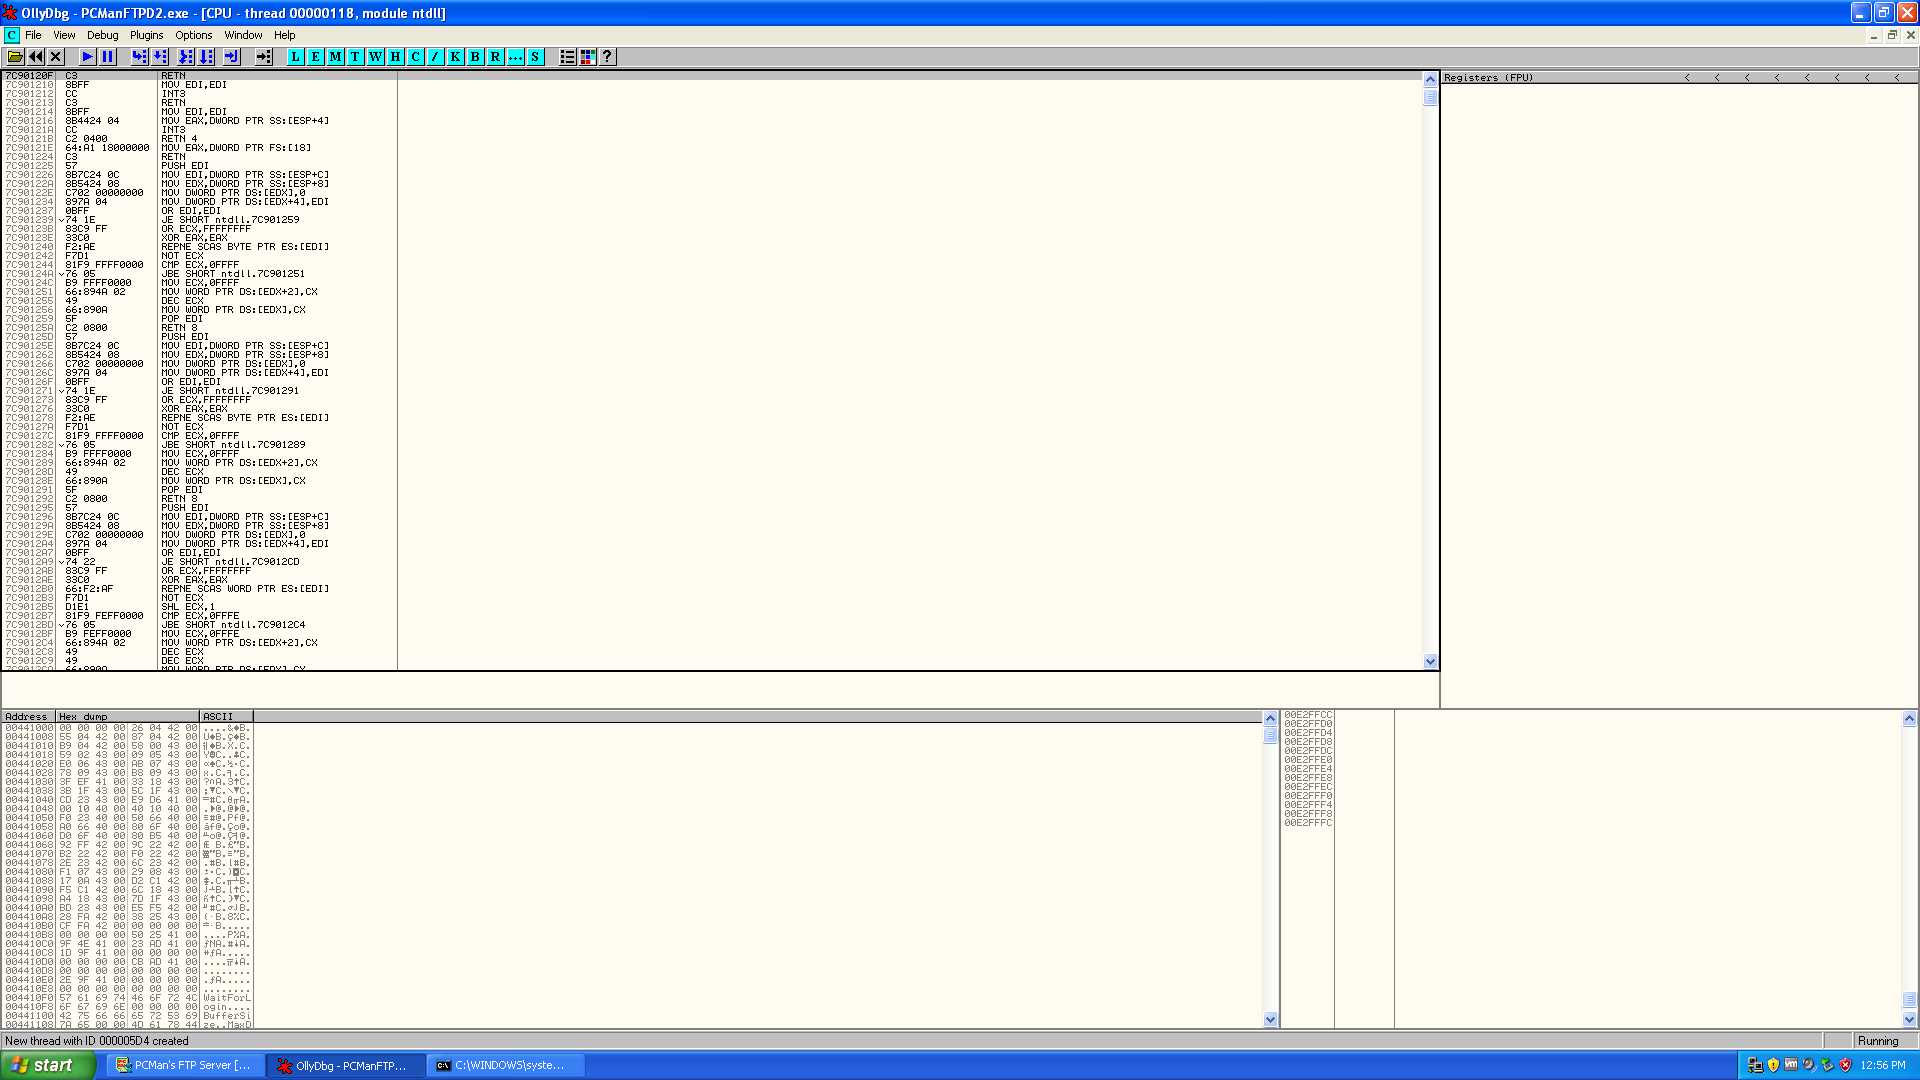 OllyDbg - PCManFTPD2.exe - [CPU - thread 00000118, module ntdll]
C File View Debug Plugins Options Window Help
L E M T W H C / K B R ... S ?
Registers (FPU) < < < < < < < <
7C90120F C3 RETN
7C901210 8BFF MOV EDI,EDI
7C901212 CC INT3
7C901213 C3 RETN
7C901214 8BFF MOV EDI,EDI
7C901216 8B4424 04 MOV EAX,DWORD PTR SS:[ESP+4]
7C90121A CC INT3
7C90121B C2 0400 RETN 4
7C90121E 64:A1 18000000 MOV EAX,DWORD PTR FS:[18]
7C901224 C3 RETN
7C901225 57 PUSH EDI
7C901226 8B7C24 0C MOV EDI,DWORD PTR SS:[ESP+C]
7C90122A 8B5424 08 MOV EDX,DWORD PTR SS:[ESP+8]
7C90122E C702 00000000 MOV DWORD PTR DS:[EDX],0
7C901234 897A 04 MOV DWORD PTR DS:[EDX+4],EDI
7C901237 0BFF OR EDI,EDI
7C901239 74 1E JE SHORT ntdll.7C901259
7C90123B 83C9 FF OR ECX,FFFFFFFF
7C90123E 33C0 XOR EAX,EAX
7C901240 F2:AE REPNE SCAS BYTE PTR ES:[EDI]
7C901242 F7D1 NOT ECX
7C901244 81F9 FFFF0000 CMP ECX,0FFFF
7C90124A 76 05 JBE SHORT ntdll.7C901251
7C90124C B9 FFFF0000 MOV ECX,0FFFF
7C901251 66:894A 02 MOV WORD PTR DS:[EDX+2],CX
7C901255 49 DEC ECX
7C901256 66:890A MOV WORD PTR DS:[EDX],CX
7C901259 5F POP EDI
7C90125A C2 0800 RETN 8
7C90125D 57 PUSH EDI
7C90125E 8B7C24 0C MOV EDI,DWORD PTR SS:[ESP+C]
7C901262 8B5424 08 MOV EDX,DWORD PTR SS:[ESP+8]
7C901266 C702 00000000 MOV DWORD PTR DS:[EDX],0
7C90126C 897A 04 MOV DWORD PTR DS:[EDX+4],EDI
7C90126F 0BFF OR EDI,EDI
7C901271 74 1E JE SHORT ntdll.7C901291
7C901273 83C9 FF OR ECX,FFFFFFFF
7C901276 33C0 XOR EAX,EAX
7C901278 F2:AE REPNE SCAS BYTE PTR ES:[EDI]
7C90127A F7D1 NOT ECX
7C90127C 81F9 FFFF0000 CMP ECX,0FFFF
7C901282 76 05 JBE SHORT ntdll.7C901289
7C901284 B9 FFFF0000 MOV ECX,0FFFF
7C901289 66:894A 02 MOV WORD PTR DS:[EDX+2],CX
7C90128D 49 DEC ECX
7C90128E 66:890A MOV WORD PTR DS:[EDX],CX
7C901291 5F POP EDI
7C901292 C2 0800 RETN 8
7C901295 57 PUSH EDI
7C901296 8B7C24 0C MOV EDI,DWORD PTR SS:[ESP+C]
7C90129A 8B5424 08 MOV EDX,DWORD PTR SS:[ESP+8]
7C90129E C702 00000000 MOV DWORD PTR DS:[EDX],0
7C9012A4 897A 04 MOV DWORD PTR DS:[EDX+4],EDI
7C9012A7 0BFF OR EDI,EDI
7C9012A9 74 22 JE SHORT ntdll.7C9012CD
7C9012AB 83C9 FF OR ECX,FFFFFFFF
7C9012AE 33C0 XOR EAX,EAX
7C9012B0 66:F2:AF REPNE SCAS WORD PTR ES:[EDI]
7C9012B3 F7D1 NOT ECX
7C9012B5 D1E1 SHL ECX,1
7C9012B7 81F9 FEFF0000 CMP ECX,0FFFE
7C9012BD 76 05 JBE SHORT ntdll.7C9012C4
7C9012BF B9 FEFF0000 MOV ECX,0FFFE
7C9012C4 66:894A 02 MOV WORD PTR DS:[EDX+2],CX
7C9012C8 49 DEC ECX
7C9012C9 49 DEC ECX
7C9012CA 66:890A MOV WORD PTR DS:[EDX],CX
Address Hex dump ASCII
00441000 00 00 00 00 26 04 42 00 ....&♦B.
00441008 55 04 42 00 87 04 42 00 U♦B.ç♦B.
00441010 B9 04 42 00 58 00 43 00 ╣♦B.X.C.
00441018 59 02 43 00 09 05 43 00
00441020 E0 06 43 00 AB 07 43 00
00441028 78 09 43 00 B8 09 43 00
00441030 3F EF 41 00 33 18 43 00 ?∩A.3↑C.
00441038 3B 1F 43 00 5C 1F 43 00 ;▼C.\▼C.
00441040 CD 23 43 00 E9 D6 41 00
00441048 00 10 40 00 40 10 40 00 .►@.@►@.
00441050 F0 23 40 00 50 66 40 00 ≡#@.Pf@.
00441058 A0 66 40 00 80 6F 40 00 áf@.Ço@.
00441060 D0 6F 40 00 80 B5 40 00
00441068 92 FF 42 00 9C 22 42 00 Æ B.£"B.
00441070 B2 22 42 00 F0 22 42 00 ▓"B.≡"B.
00441078 2E 23 42 00 6C 23 42 00 .#B.l#B.
00441080 F1 07 43 00 29 08 43 00
00441088 17 0A 43 00 D2 C1 42 00
00441090 F5 C1 42 00 6C 18 43 00
00441098 A4 18 43 00 7D 1F 43 00
004410A0 BD 23 43 00 E5 F5 42 00
004410A8 28 FA 42 00 38 25 43 00 (·B.8%C.
004410B0 CF FA 42 00 00 00 00 00
004410B8 00 00 00 00 50 25 41 00 ....P%A.
004410C0 9F 4E 41 00 23 AD 41 00
004410C8 1D 9F 41 00 00 00 00 00
004410D0 00 00 00 00 CB AD 41 00
004410D8 00 00 00 00 00 00 00 00 ........
004410E0 2E 9F 41 00 00 00 00 00 .ƒA.....
004410E8 00 00 00 00 00 00 00 00 ........
004410F0 57 61 69 74 46 6F 72 4C WaitForL
004410F8 6F 67 69 6E 00 00 00 00 ogin....
00441100 42 75 66 66 65 72 53 69 BufferSi
00441108 7A 65 00 00 4D 61 78 44 ze..MaxD
00E2FFCC
00E2FFD0
00E2FFD4
00E2FFD8
00E2FFDC
00E2FFE0
00E2FFE4
00E2FFE8
00E2FFEC
00E2FFF0
00E2FFF4
00E2FFF8
00E2FFFC
New thread with ID 000005D4 created
Running
start
PCMan's FTP Server [...
OllyDbg - PCManFTP...
C:\WINDOWS\syste...
12:56 PM